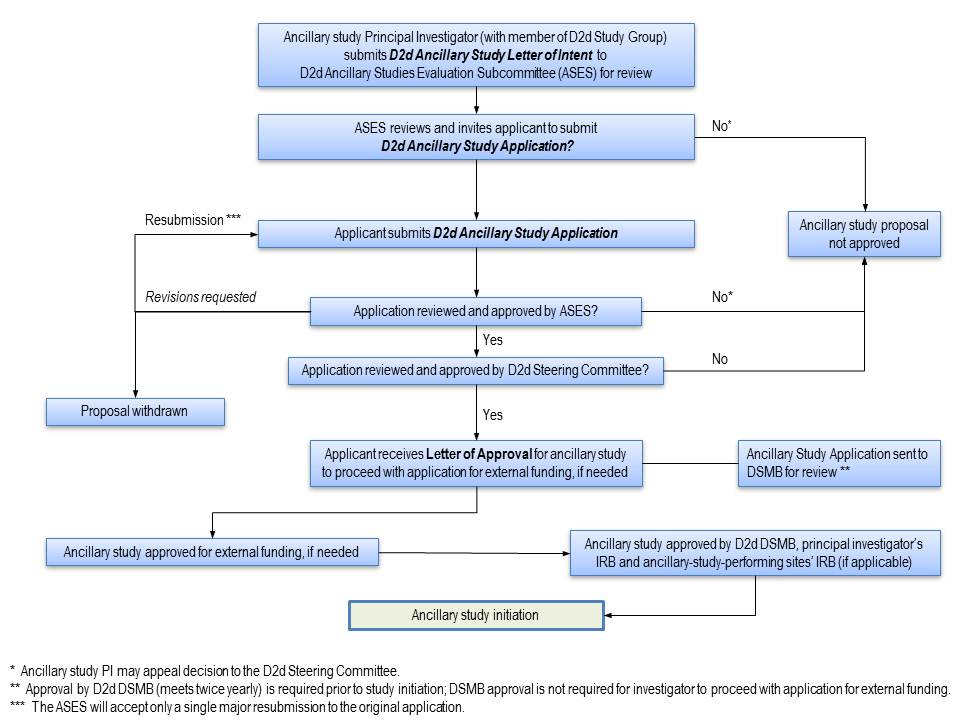 Ancillary study Principal Investigator (with member of D2d Study Group)
submits D2d Ancillary Study Letter of Intent to
D2d Ancillary Studies Evaluation Subcommittee (ASES) for review
ASES reviews and invites applicant to submit
D2d Ancillary Study Application?
No*
Ancillary study proposal
not approved
Resubmission ***
Applicant submits D2d Ancillary Study Application
Revisions requested
Application reviewed and approved by ASES?
No*
Yes
Application reviewed and approved by D2d Steering Committee?
No
Proposal withdrawn
Yes
Applicant receives Letter of Approval for ancillary study
to proceed with application for external funding, if needed
Ancillary Study Application sent to
DSMB for review **
Ancillary study approved for external funding, if needed
Ancillary study approved by D2d DSMB, principal investigator's
IRB and ancillary-study-performing sites' IRB (if applicable)
Ancillary study initiation
* Ancillary study PI may appeal decision to the D2d Steering Committee.
** Approval by D2d DSMB (meets twice yearly) is required prior to study initiation; DSMB approval is not required for investigator to proceed with application for external funding.
*** The ASES will accept only a single major resubmission to the original application.